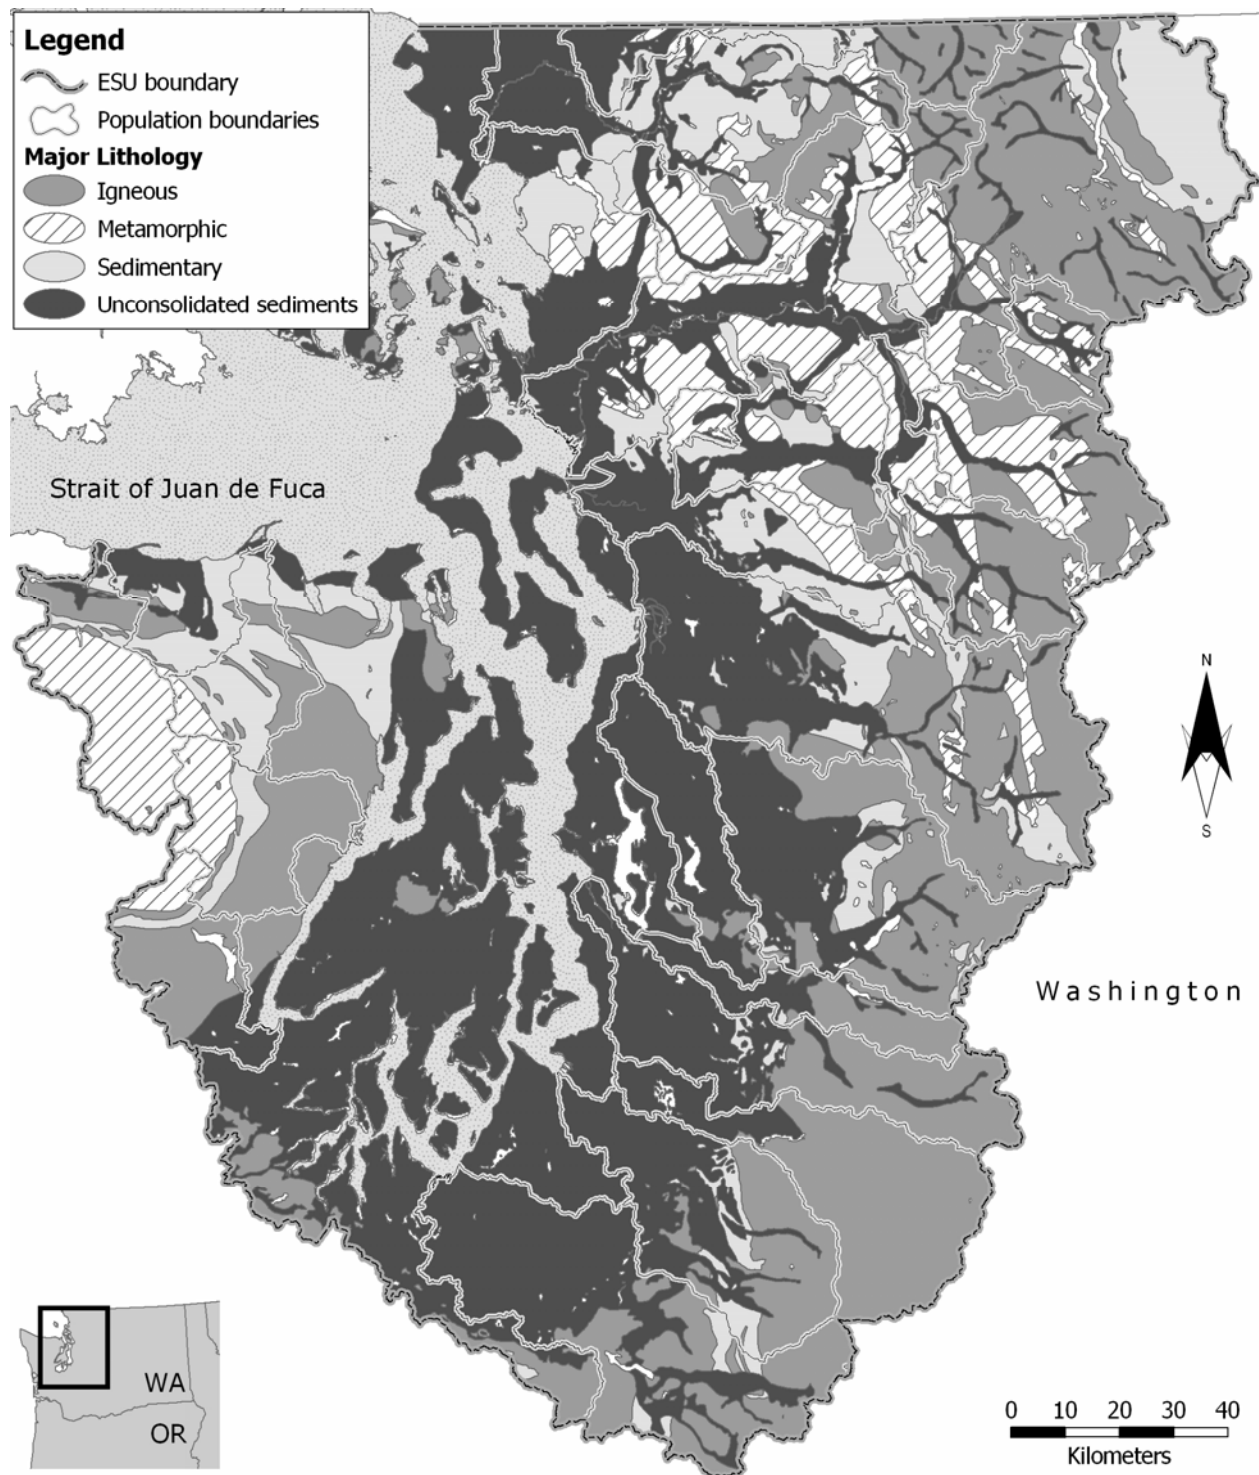 Legend
ESU boundary
Population boundaries
Major Lithology
Igneous
Metamorphic
Sedimentary
Unconsolidated sediments
Strait of Juan de Fuca
N
S
Washington
WA
OR
0 10 20 30 40
Kilometers